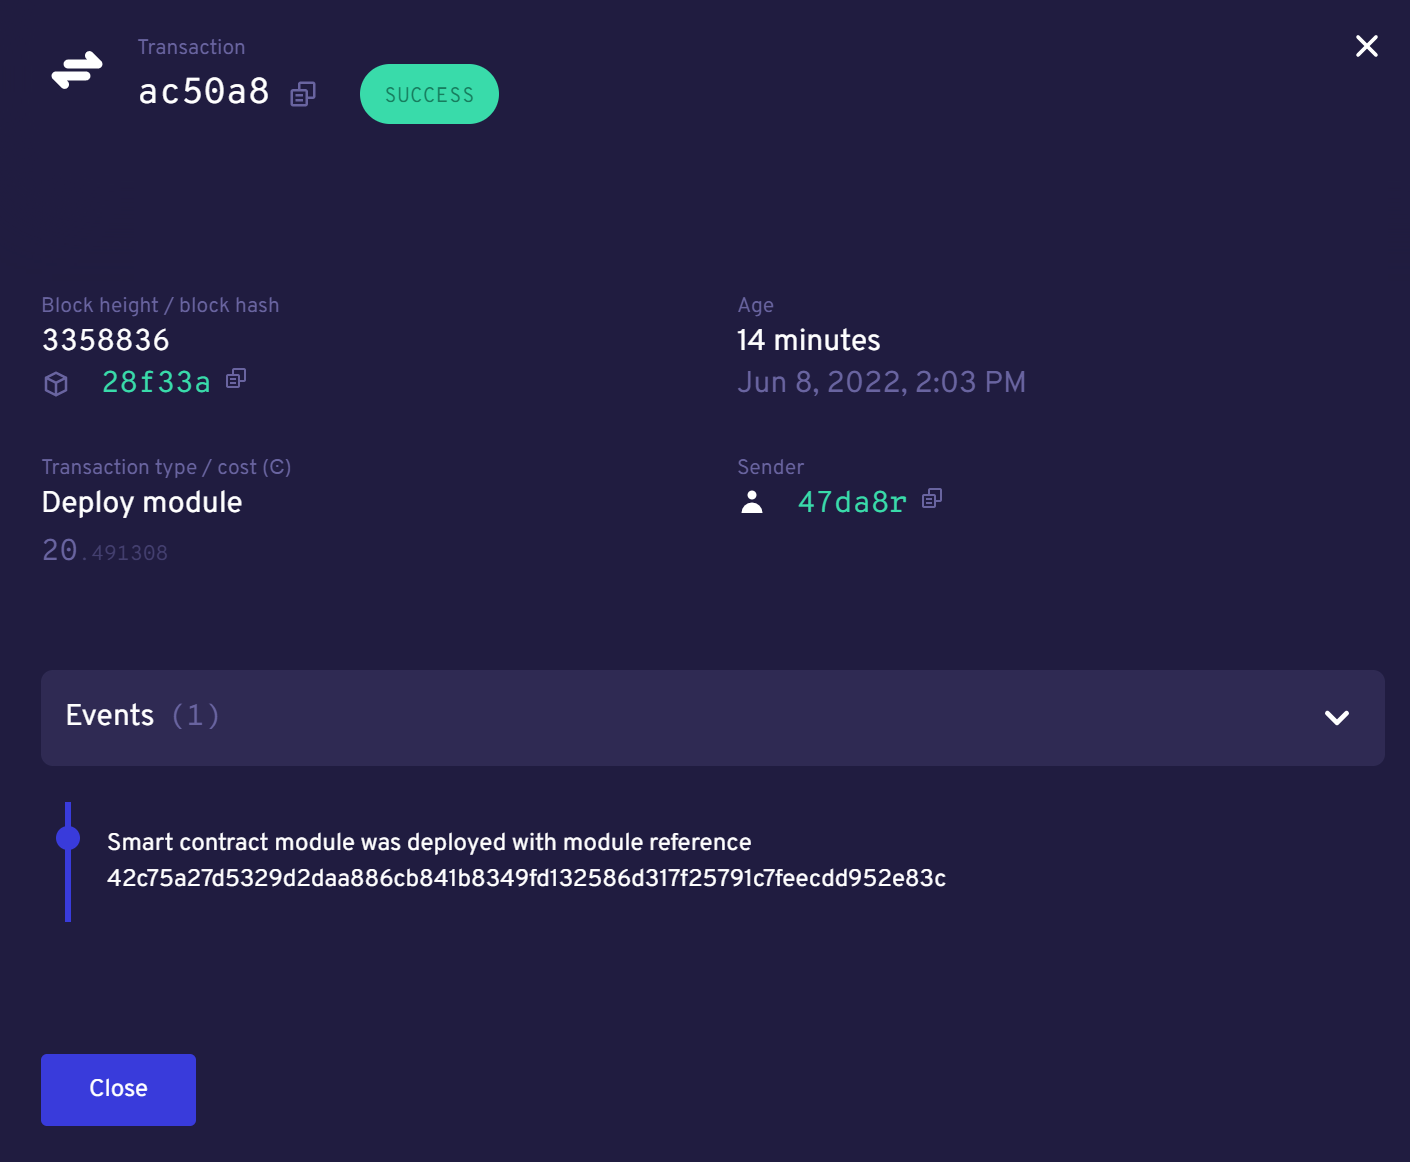 Transaction
ac50a8
SUCCESS
Block height / block hash
3358836
28f33a
Age
14 minutes
Jun 8, 2022, 2:03 PM
Transaction type / cost (Ͼ)
Deploy module
20.491308
Sender
47da8r
Events (1)
Smart contract module was deployed with module reference
42c75a27d5329d2daa886cb841b8349fd132586d317f25791c7feecdd952e83c
Close